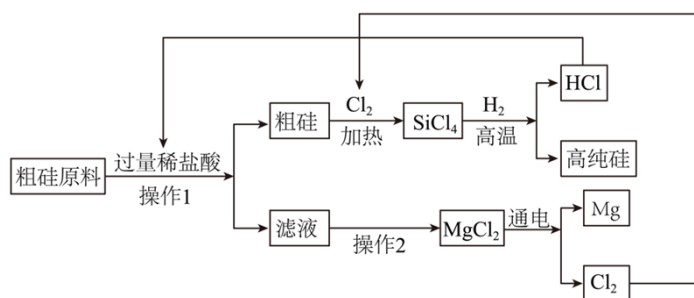 HCl
Cl₂
H₂
粗硅
加热
SiCl₄
高温
过量稀盐酸
粗硅原料
操作1
高纯硅
滤液
操作2
MgCl₂
通电
Mg
Cl₂